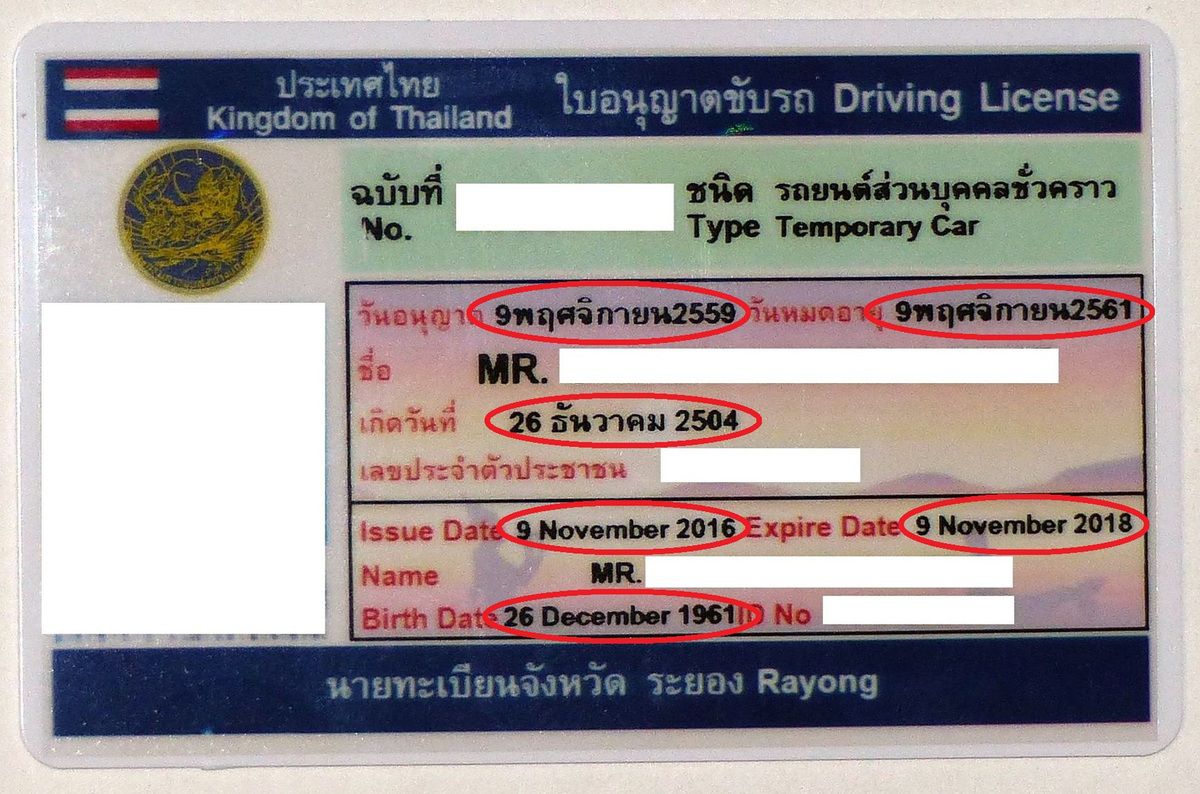 ประเทศไทย
Kingdom of Thailand
ใบอนุญาตขับรถ Driving License
ฉบับที่
No.
ชนิด รถยนต์ส่วนบุคคลชั่วคราว
Type Temporary Car
วันอนุญาต 9พฤศจิกายน2559 วันหมดอายุ 9พฤศจิกายน2561
ชื่อ MR.
เกิดวันที่ 26 ธันวาคม 2504
เลขประจำตัวประชาชน
Issue Date 9 November 2016 Expire Date 9 November 2018
Name MR.
Birth Date 26 December 1961 ID No
นายทะเบียนจังหวัด ระยอง Rayong